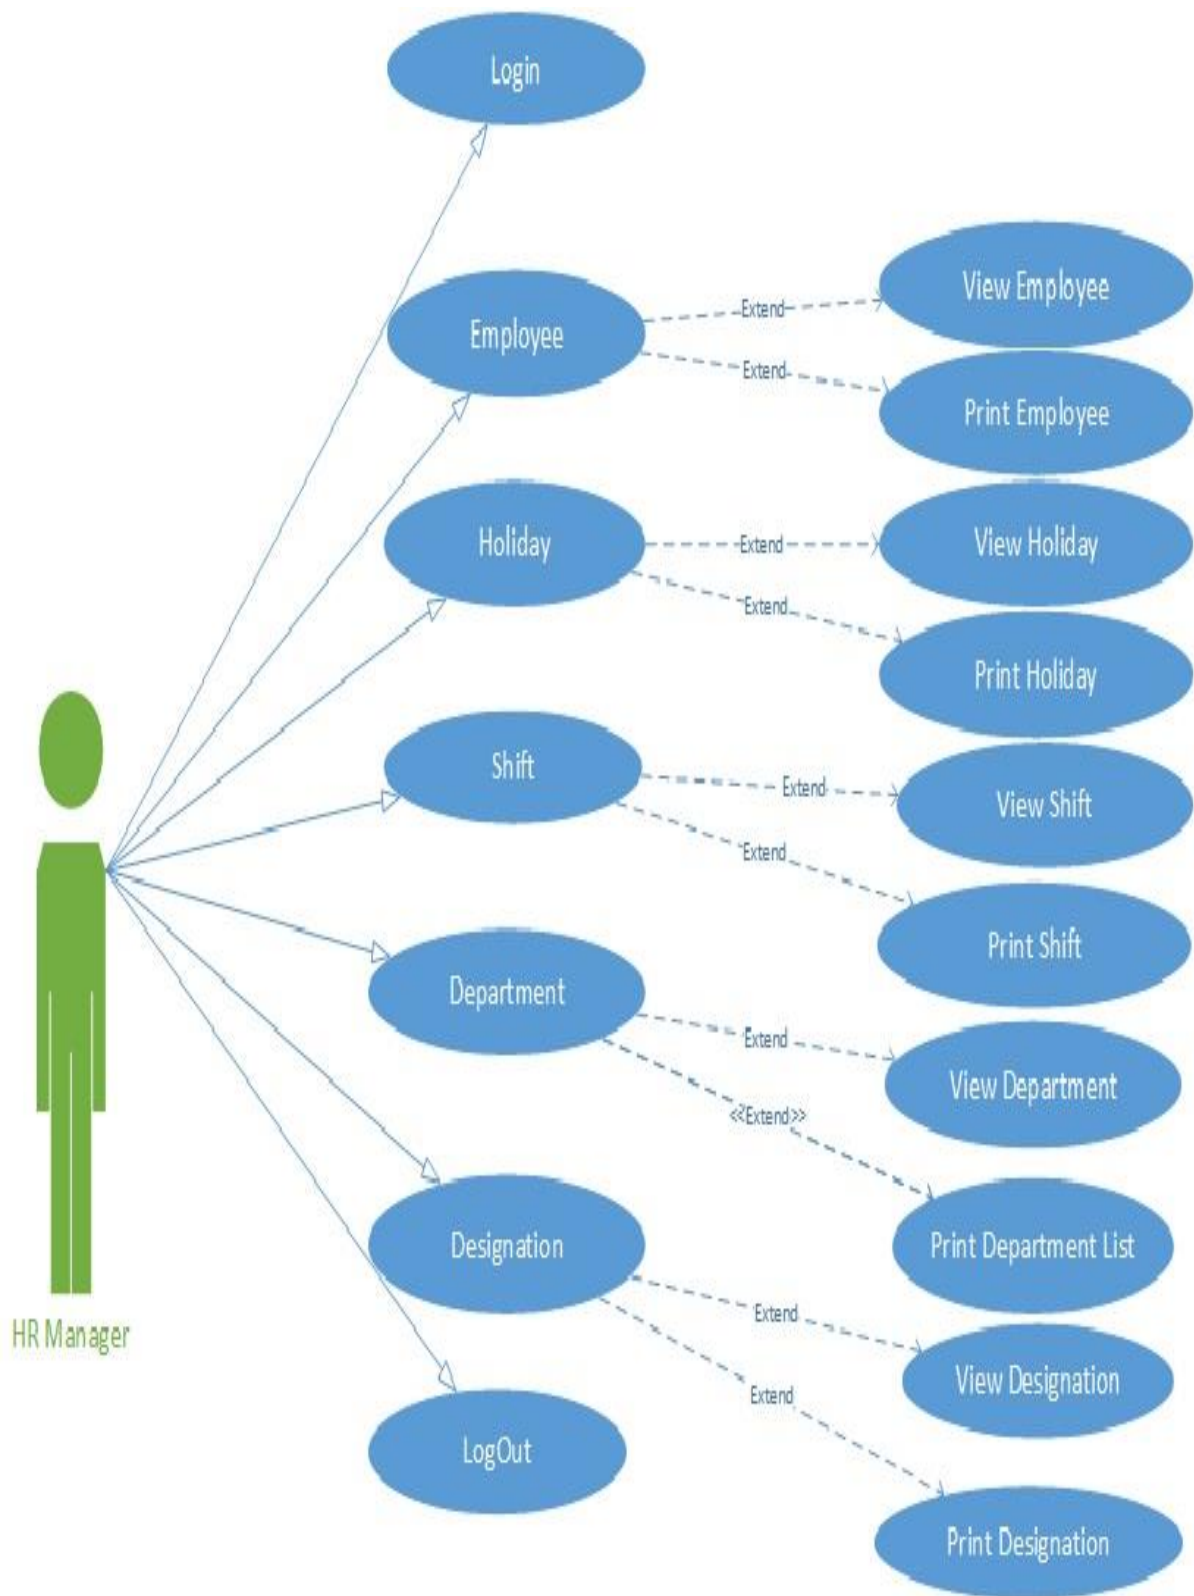 Login
View Employee
Extend
Employee
Extend
Print Employee
Holiday
Extend
View Holiday
Extend
Print Holiday
Shift
Extend
View Shift
Extend
Print Shift
Department
Extend
View Department
<<Extend>>
Print Department List
Designation
Extend
HR Manager
View Designation
Extend
LogOut
Print Designation